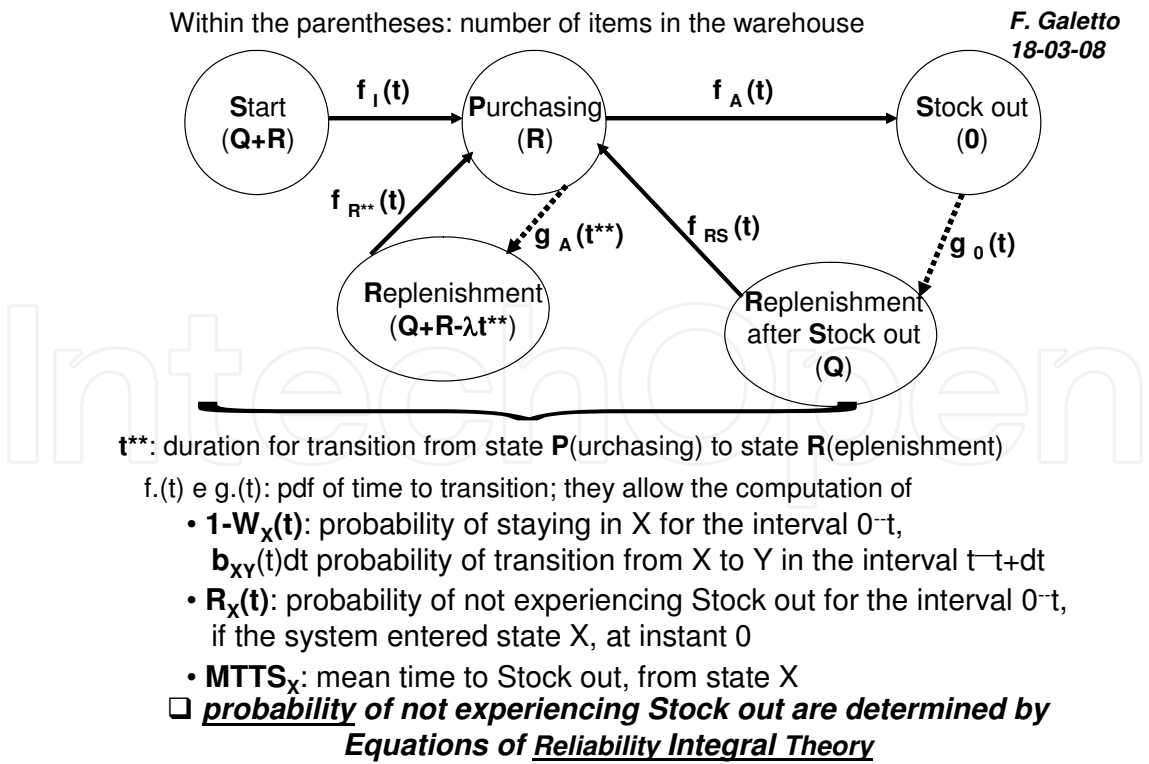 Within the parentheses: number of items in the warehouse
F. Galetto
18-03-08
Start
(Q+R)
f I (t)
Purchasing
(R)
f A (t)
Stock out
(0)
f R** (t)
g A (t**)
f RS (t)
g 0 (t)
Replenishment
(Q+R-λt**)
Replenishment
after Stock out
(Q)
IntechOpen
t**: duration for transition from state P(urchasing) to state R(eplenishment)
f.(t) e g.(t): pdf of time to transition; they allow the computation of
• 1-WX(t): probability of staying in X for the interval 0--t,
bXY(t)dt probability of transition from X to Y in the interval t—t+dt
• RX(t): probability of not experiencing Stock out for the interval 0--t,
if the system entered state X, at instant 0
• MTTSX: mean time to Stock out, from state X
❑ probability of not experiencing Stock out are determined by
Equations of Reliability Integral Theory